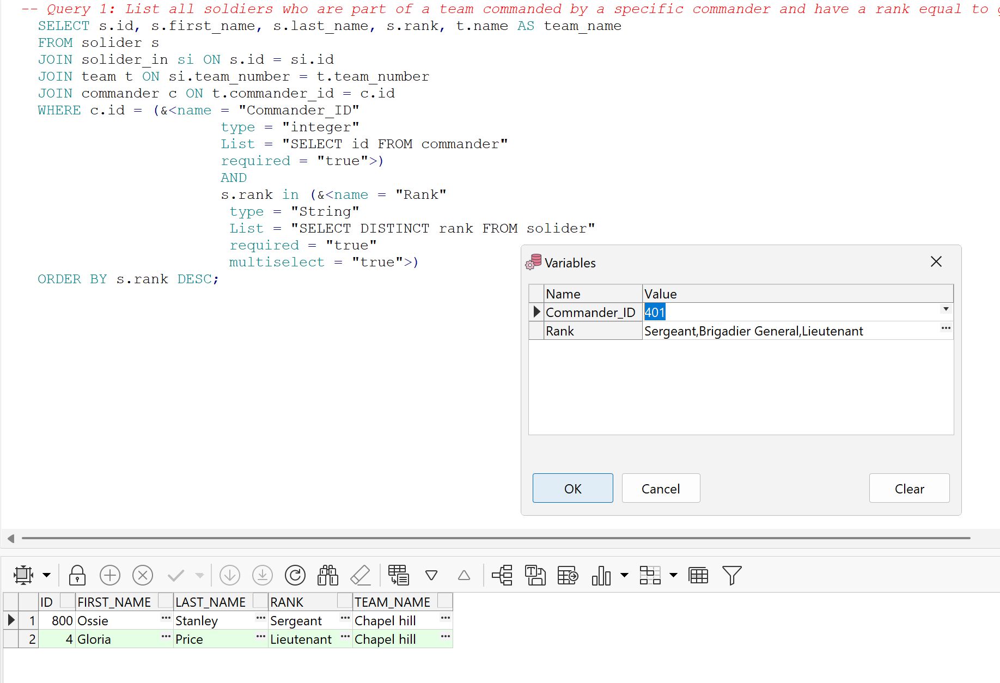 -- Query 1: List all soldiers who are part of a team commanded by a specific commander and have a rank equal to
SELECT s.id, s.first_name, s.last_name, s.rank, t.name AS team_name
FROM solider s
JOIN solider_in si ON s.id = si.id
JOIN team t ON si.team_number = t.team_number
JOIN commander c ON t.commander_id = c.id
WHERE c.id = (&<name = "Commander_ID"
type = "integer"
List = "SELECT id FROM commander"
required = "true">)
AND
s.rank in (&<name = "Rank"
type = "String"
List = "SELECT DISTINCT rank FROM solider"
required = "true"
multiselect = "true">)
ORDER BY s.rank DESC;
Variables
Name Value
Commander_ID 401
Rank Sergeant,Brigadier General,Lieutenant
OK Cancel Clear
ID FIRST_NAME LAST_NAME RANK TEAM_NAME
1 800 Ossie Stanley Sergeant Chapel hill
2 4 Gloria Price Lieutenant Chapel hill